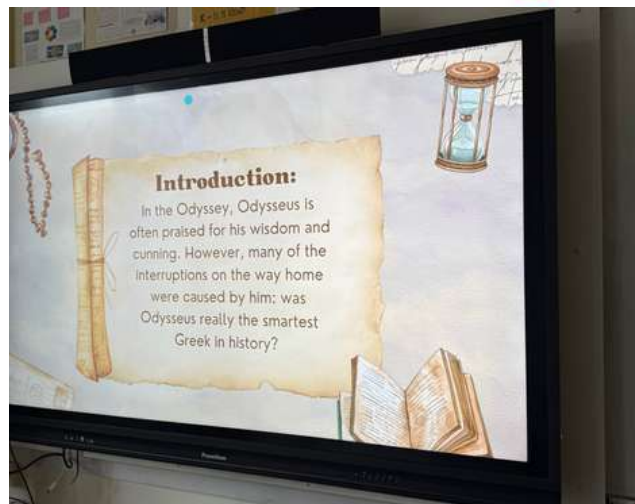 Introduction:
In the Odyssey, Odysseus is
often praised for his wisdom and
cunning. However, many of the
interruptions on the way home
were caused by him: was
Odysseus really the smartest
Greek in history?
Promethean